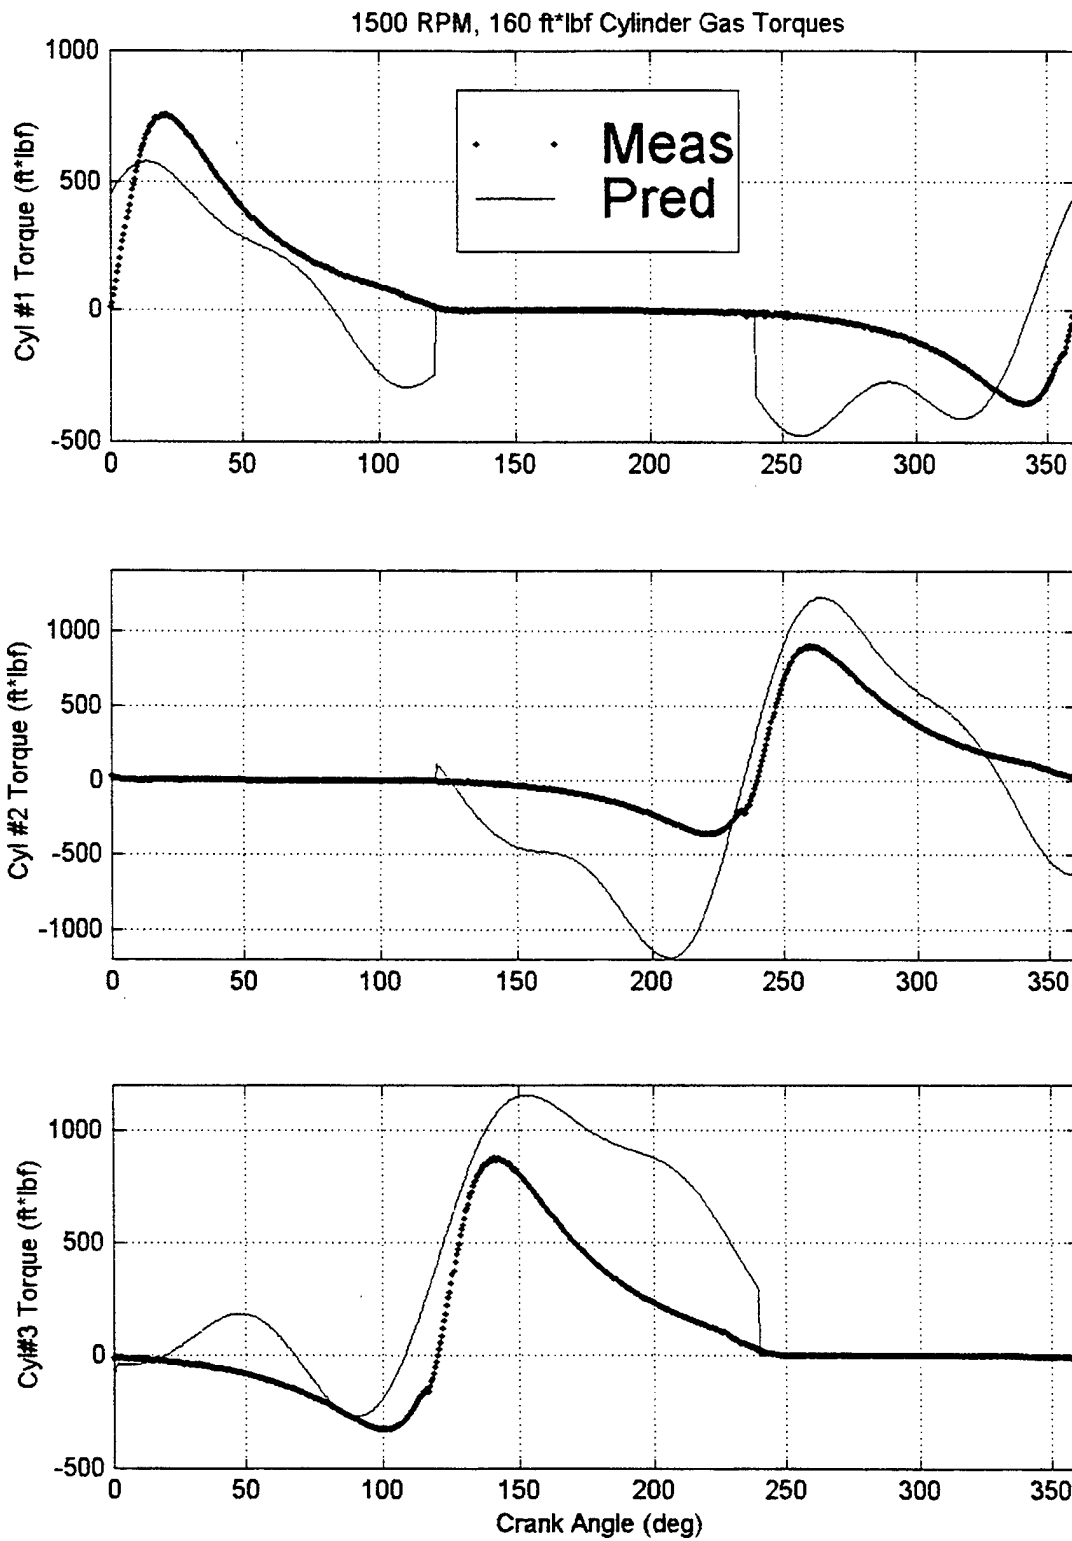 1500 RPM, 160 ft*lbf Cylinder Gas Torques
Cyl #1 Torque (ft*lbf)
1000
500
0
-500
Meas
Pred
0 50 100 150 200 250 300 350
Cyl #2 Torque (ft*lbf)
1000
500
0
-500
-1000
0 50 100 150 200 250 300 350
Cyl#3 Torque (ft*lbf)
1000
500
0
-500
0 50 100 150 200 250 300 350
Crank Angle (deg)